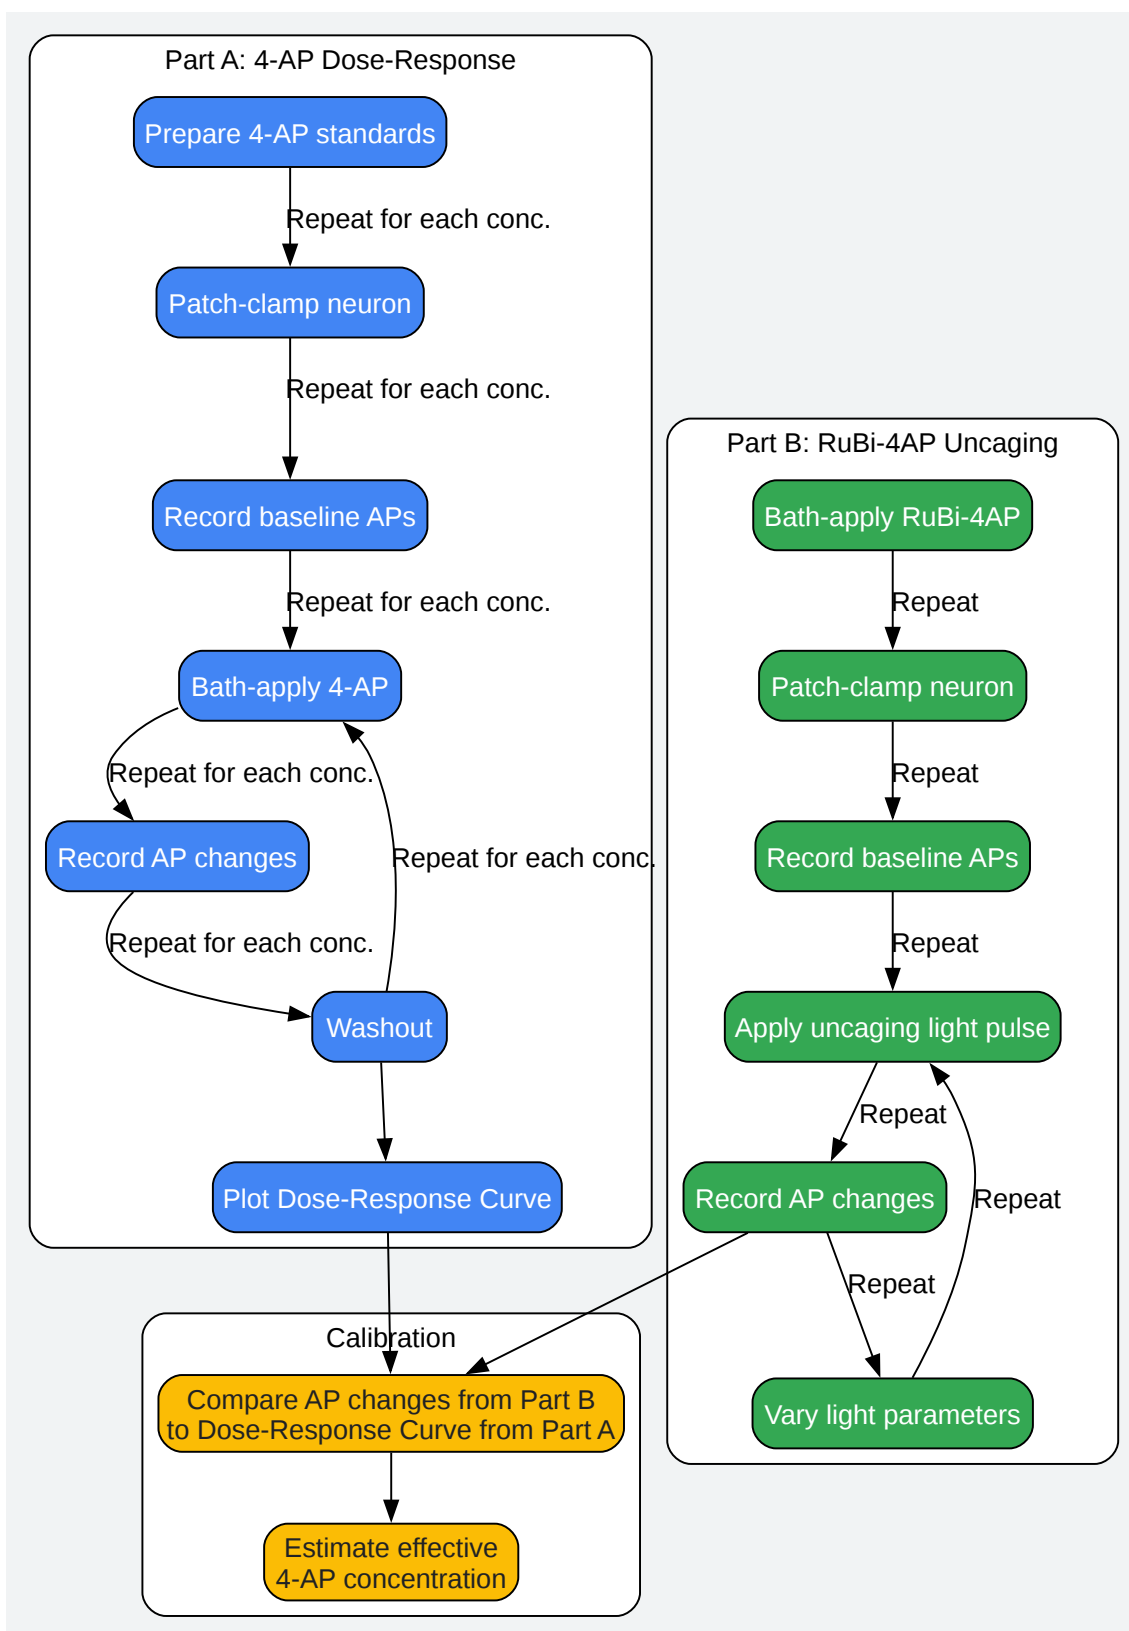 Part A: 4-AP Dose-Response
Prepare 4-AP standards
Repeat for each conc.
Patch-clamp neuron
Repeat for each conc.
Record baseline APs
Repeat for each conc.
Bath-apply 4-AP
Repeat for each conc.
Record AP changes
Repeat for each conc.
Repeat for each conc.
Washout
Plot Dose-Response Curve
Part B: RuBi-4AP Uncaging
Bath-apply RuBi-4AP
Repeat
Patch-clamp neuron
Repeat
Record baseline APs
Repeat
Apply uncaging light pulse
Repeat
Record AP changes
Repeat
Repeat
Vary light parameters
Calibration
Compare AP changes from Part B
to Dose-Response Curve from Part A
Estimate effective
4-AP concentration